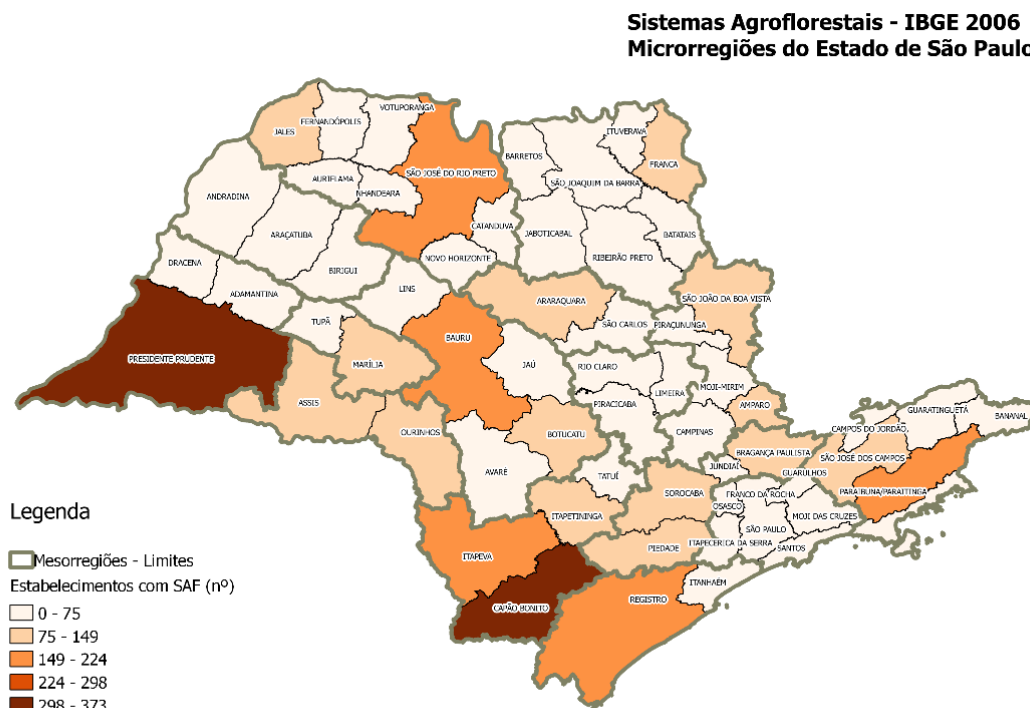 Sistemas Agroflorestais - IBGE 2006
Microrregiões do Estado de São Paulo
VOTUPORANGA
FERNANDÓPOLIS
JALES
ITUVERAVA
BARRETOS
FRANCA
SÃO JOSÉ DO RIO PRETO
AURIFLAMA
SÃO JOAQUIM DA BARRA
NHANDEARA
ANDRADINA
CATANDUVA
JABOTICABAL
ARAÇATUBA
BATATAIS
NOVO HORIZONTE
RIBEIRÃO PRETO
DRACENA
BIRIGUI
LINS
ADAMANTINA
ARARAQUARA
SÃO JOÃO DA BOA VISTA
TUPÃ
SÃO CARLOS
PIRAÇUNUNGA
BAURU
PRESIDENTE PRUDENTE
MARÍLIA
JAÚ
RIO CLARO
MOJI-MIRIM
LIMEIRA
ASSIS
PIRACICABA
AMPARO
GUARATINGUETÁ
BANANAL
CAMPOS DO JORDÃO
OURINHOS
BOTUCATU
CAMPINAS
BRAGANÇA PAULISTA
SÃO JOSÉ DOS CAMPOS
AVARÉ
TATUÉ
JUNDIAÍ
GUARULHOS
SOROCABA
FRANCO DA ROCHA
PARAIBUNA/PARAITINGA
OSASCO
ITAPETININGA
MOJI DAS CRUZES
SÃO PAULO
PIEDADE
ITAPECERICA DA SERRA
SANTOS
ITAPEVA
ITANHAÉM
REGISTRO
CAPÃO BONITO
Legenda
Mesorregiões - Limites
Estabelecimentos com SAF (nº)
0 - 75
75 - 149
149 - 224
224 - 298
298 - 373